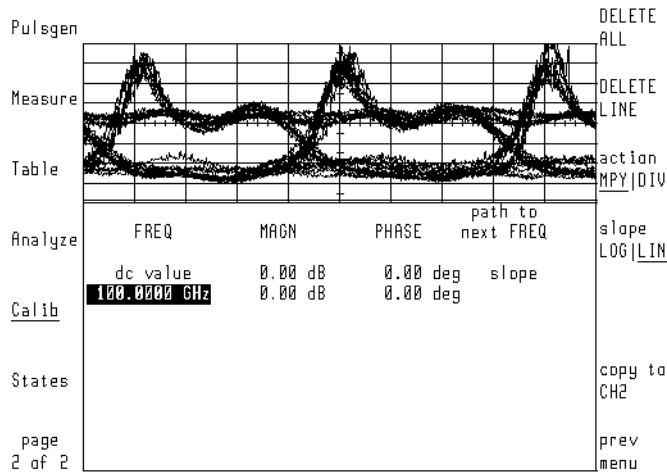 Pulsgen
Measure
Table
Analyze
Calib
States
page
2 of 2
FREQ MAGN PHASE path to
next FREQ
dc value 0.00 dB 0.00 deg slope
100.0000 GHz 0.00 dB 0.00 deg
DELETE
ALL
DELETE
LINE
action
MPY|DIV
slope
LOG|LIN
copy to
CH2
prev
menu